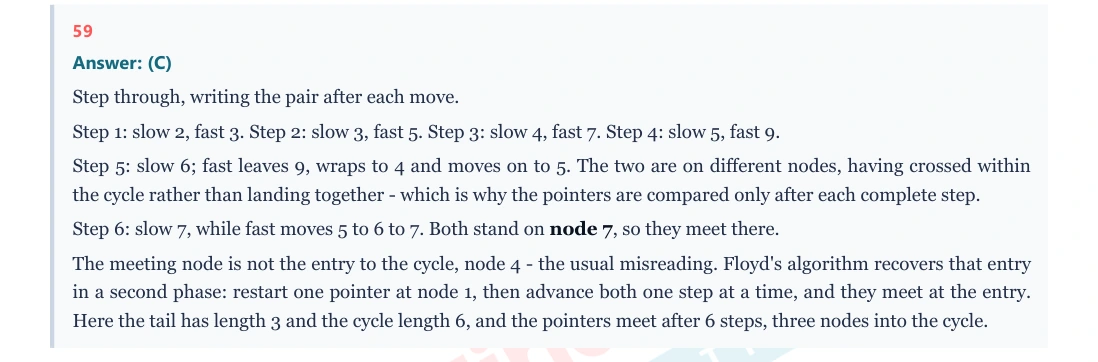 59
Answer: (C)
Step through, writing the pair after each move.
Step 1: slow 2, fast 3. Step 2: slow 3, fast 5. Step 3: slow 4, fast 7. Step 4: slow 5, fast 9.
Step 5: slow 6; fast leaves 9, wraps to 4 and moves on to 5. The two are on different nodes, having crossed within
the cycle rather than landing together - which is why the pointers are compared only after each complete step.
Step 6: slow 7, while fast moves 5 to 6 to 7. Both stand on node 7, so they meet there.
The meeting node is not the entry to the cycle, node 4 - the usual misreading. Floyd's algorithm recovers that entry
in a second phase: restart one pointer at node 1, then advance both one step at a time, and they meet at the entry.
Here the tail has length 3 and the cycle length 6, and the pointers meet after 6 steps, three nodes into the cycle.